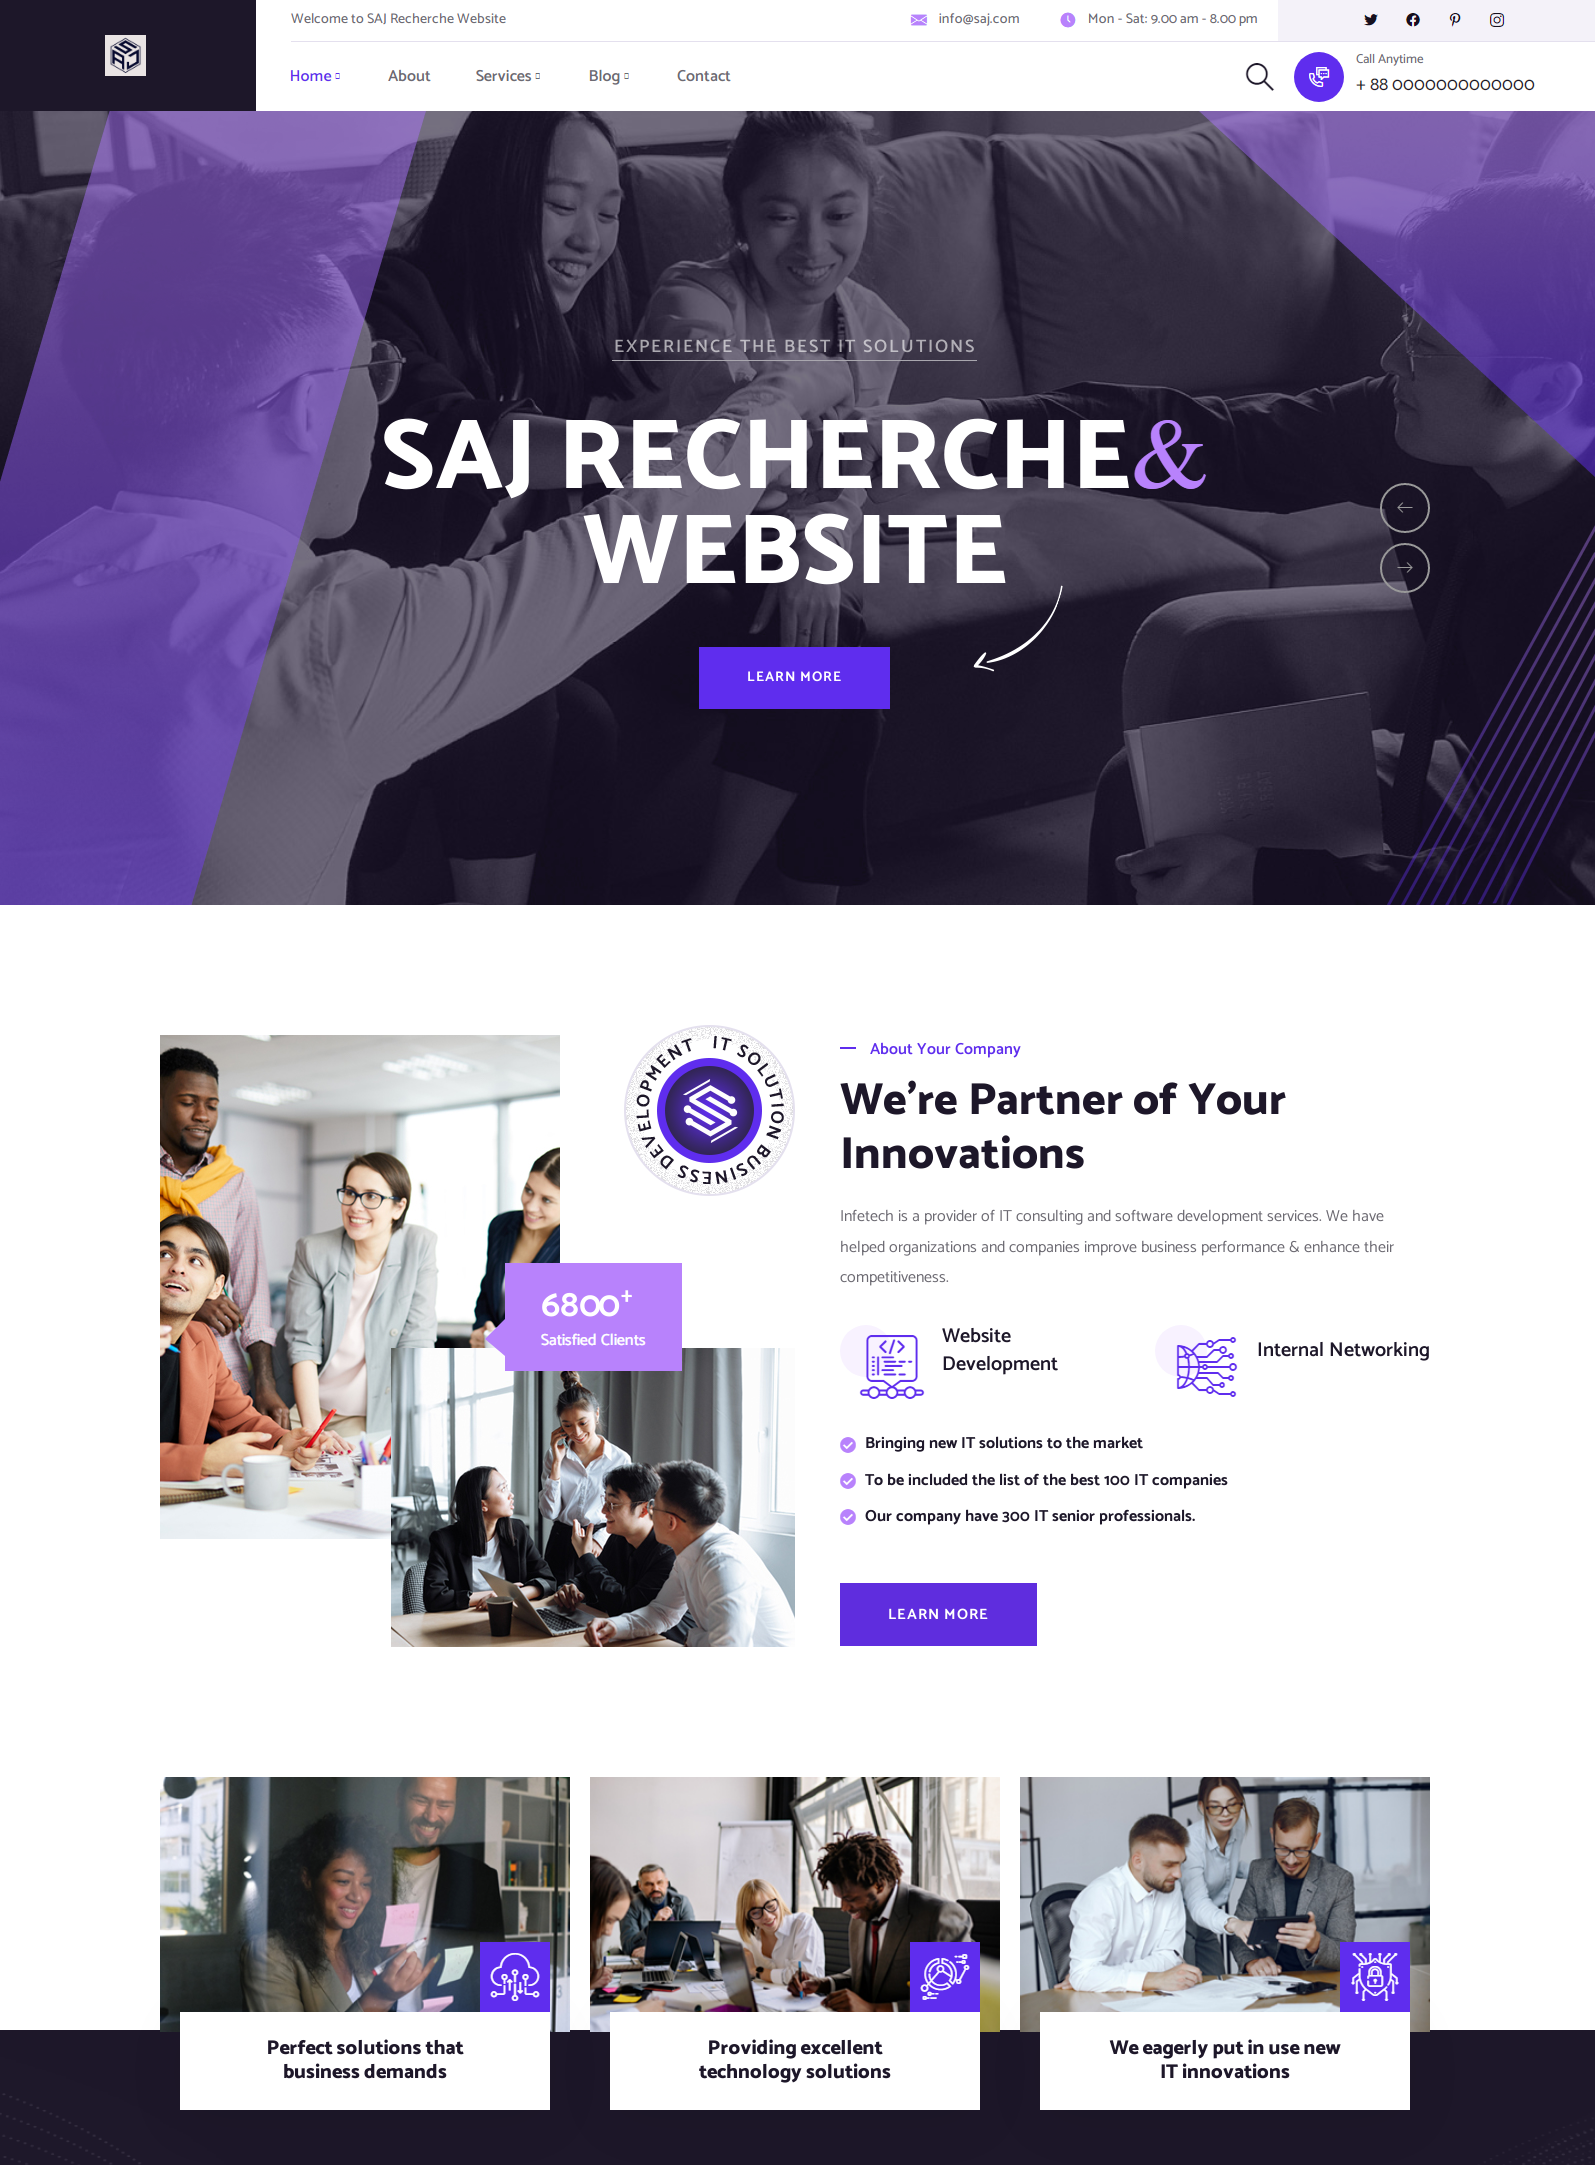 Welcome to SAJ Recherche Website
info@saj.com
Mon - Sat: 9.00 am - 8.00 pm
SAJ
Home
About
Services
Blog
Contact
Call Anytime
+ 88 0000000000000
EXPERIENCE THE BEST IT SOLUTIONS
SAJ RECHERCHE&
WEBSITE
LEARN MORE
IT SOLUTION BUSINESS DEVELOPMENT
About Your Company
We're Partner of Your
Innovations
Infetech is a provider of IT consulting and software development services. We have
helped organizations and companies improve business performance & enhance their
competitiveness.
6800+
Satisfied Clients
Website
Development
Internal Networking
Bringing new IT solutions to the market
To be included the list of the best 100 IT companies
Our company have 300 IT senior professionals.
LEARN MORE
Perfect solutions that
business demands
Providing excellent
technology solutions
We eagerly put in use new
IT innovations